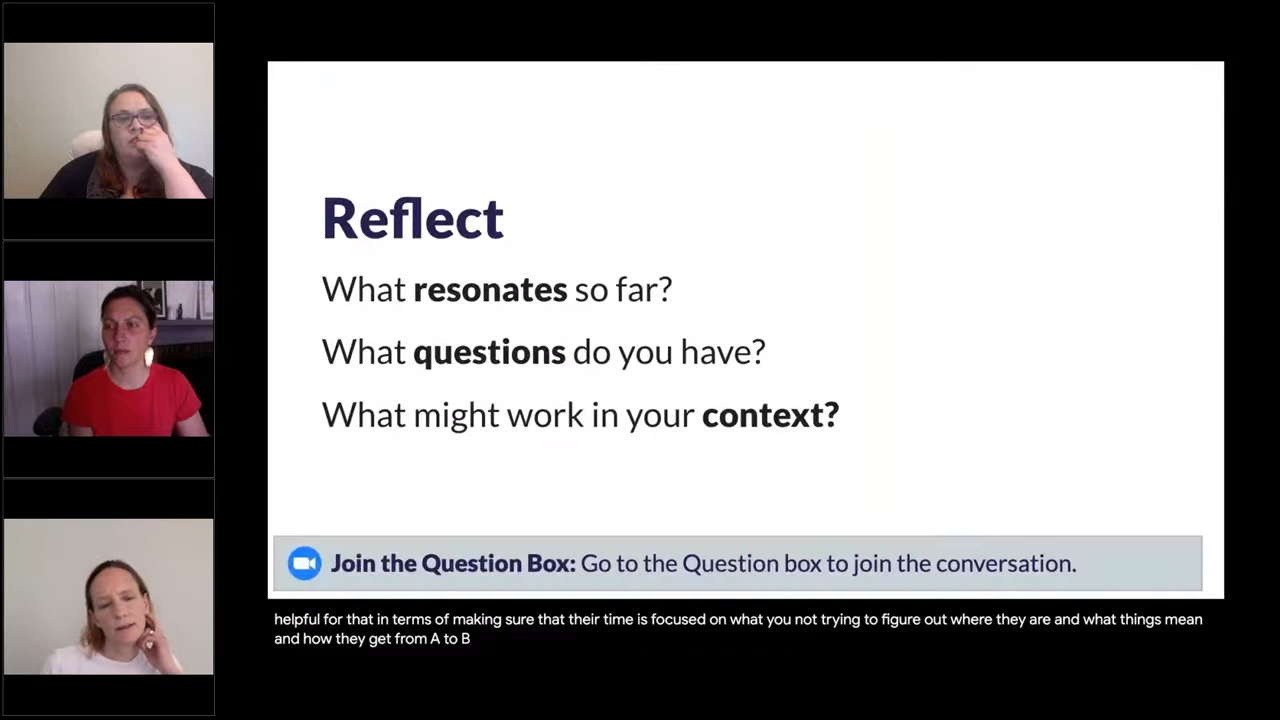 Reflect
What resonates so far?
What questions do you have?
What might work in your context?
Join the Question Box: Go to the Question box to join the conversation.
helpful for that in terms of making sure that their time is focused on what you not trying to figure out where they are and what things mean
and how they get from A to B